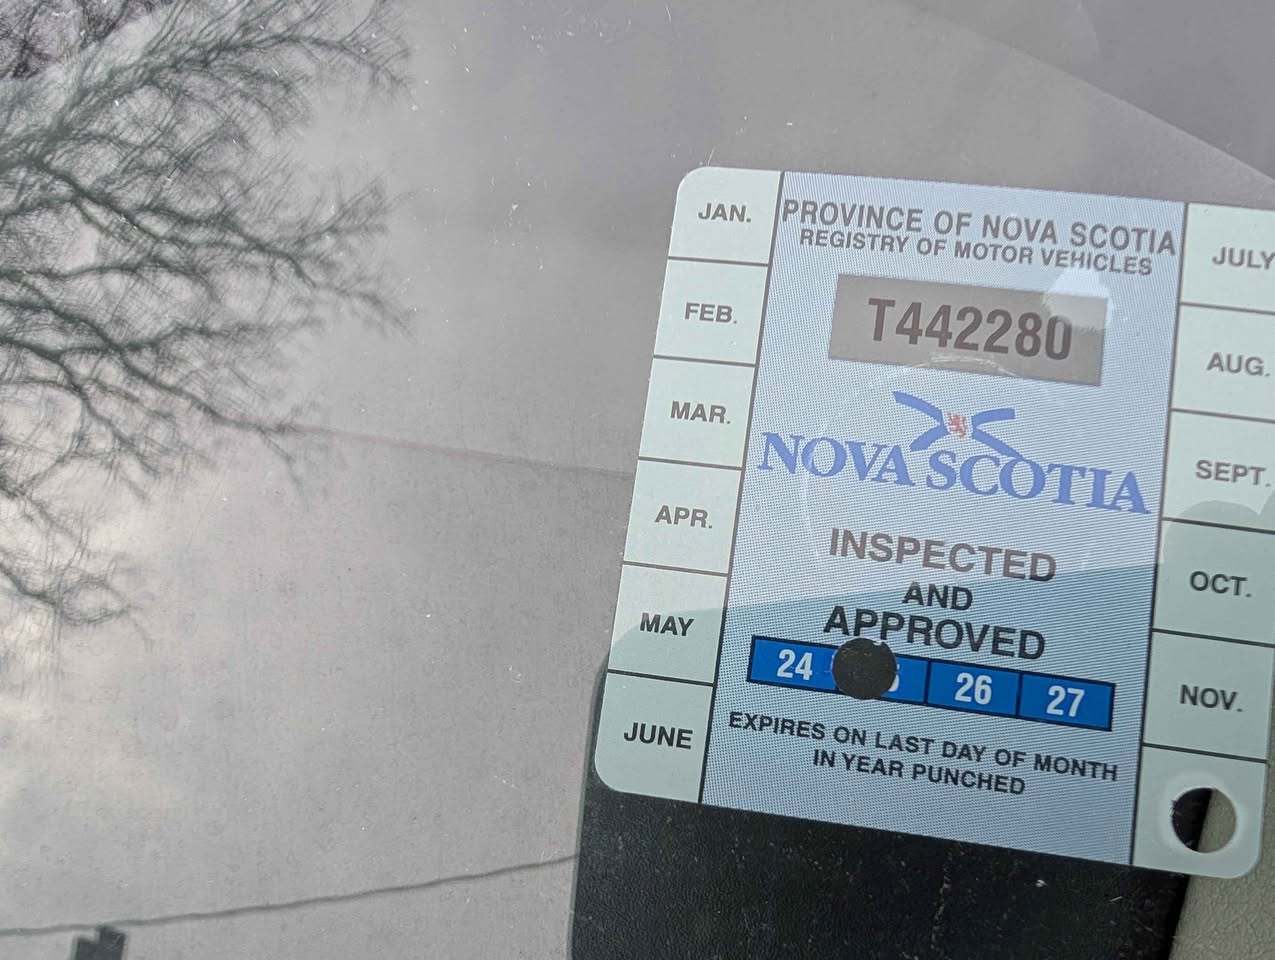 JAN.
FEB.
MAR.
APR.
MAY
JUNE
PROVINCE OF NOVA SCOTIA
REGISTRY OF MOTOR VEHICLES
T442280
NOVA SCOTIA
INSPECTED
AND
APPROVED
24 26 27
EXPIRES ON LAST DAY OF MONTH
IN YEAR PUNCHED
JULY
AUG.
SEPT.
OCT.
NOV.